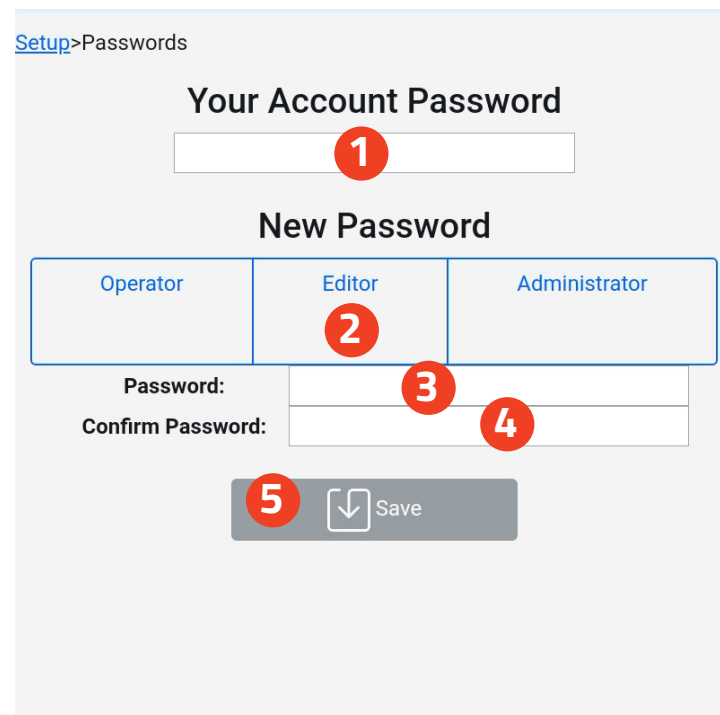 Setup>Passwords
Your Account Password
1
New Password
Operator Editor Administrator
2
Password: 3
Confirm Password: 4
5 Save